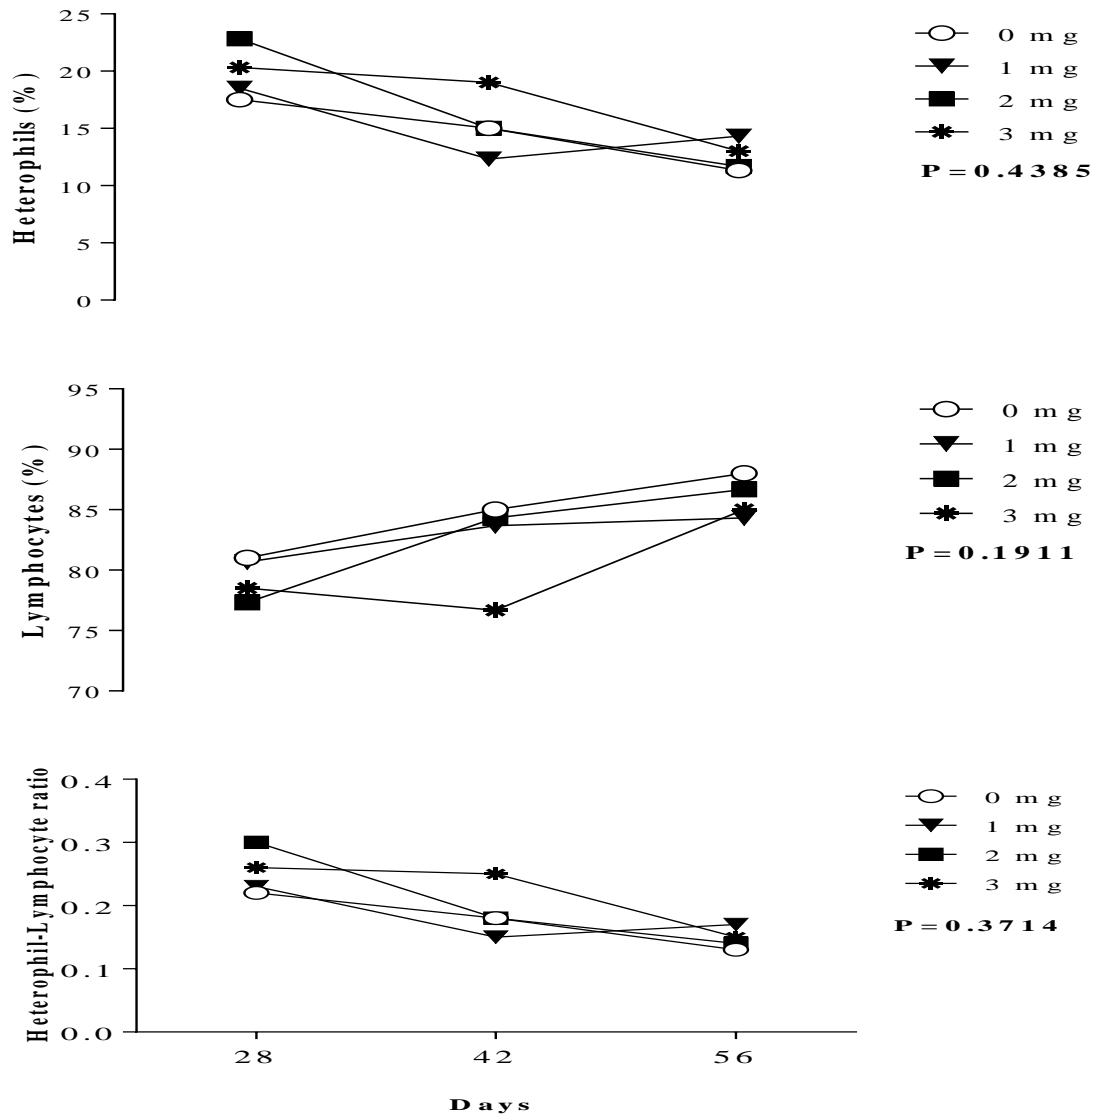 Heterophils (%)
25
20
15
10
5
0
0 mg
1 mg
2 mg
3 mg
P=0.4385
Lymphocytes (%)
95
90
85
80
75
70
0 mg
1 mg
2 mg
3 mg
P=0.1911
Heterophil-Lymphocyte ratio
0.4
0.3
0.2
0.1
0.0
0 mg
1 mg
2 mg
3 mg
P=0.3714
28 42 56
Days